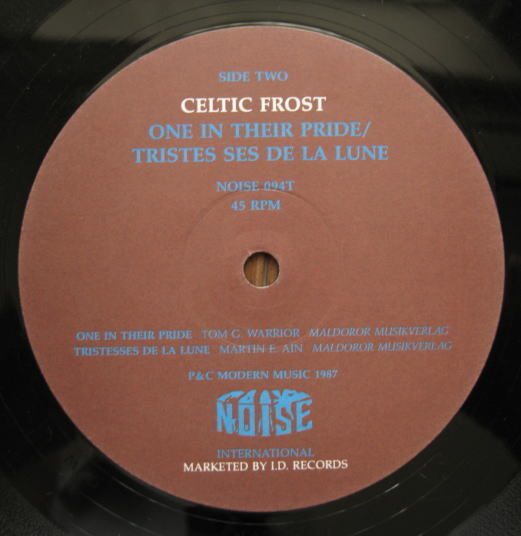 SIDE TWO
CELTIC FROST
ONE IN THEIR PRIDE/
TRISTES SES DE LA LUNE
NOISE 094T
45 RPM
ONE IN THEIR PRIDE TOM G. WARRIOR MALDOROR MUSIKVERLAG
TRISTESSES DE LA LUNE MARTIN E. AIN MALDOROR MUSIKVERLAG
P&C MODERN MUSIC 1987
NOISE
INTERNATIONAL
MARKETED BY I.D. RECORDS